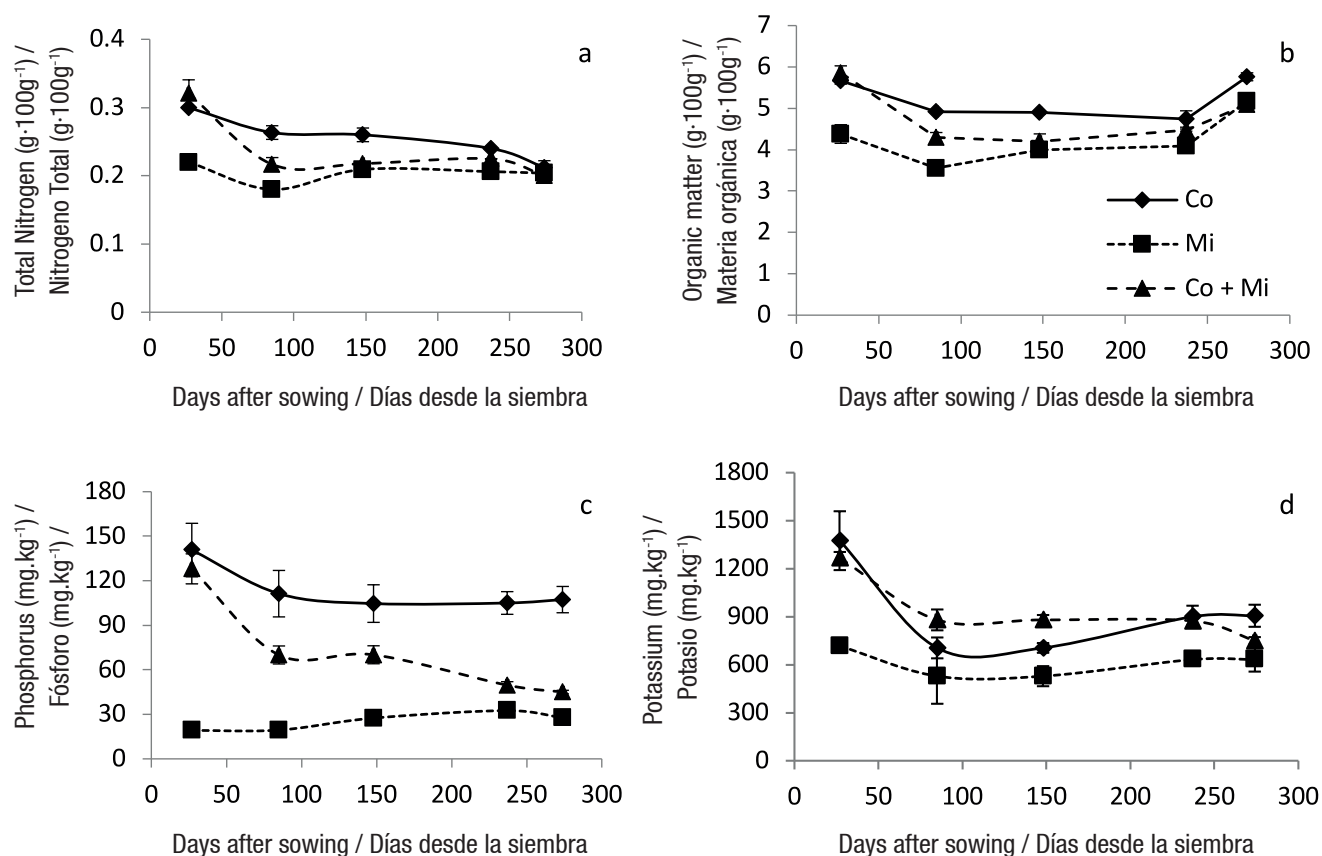 Total Nitrogen (g·100g⁻¹) /
Nitrogeno Total (g·100g⁻¹)
0.4
0.3
0.2
0.1
0
a
0 50 100 150 200 250 300
Days after sowing / Días desde la siembra
Organic matter (g·100g⁻¹) /
Materia orgánica (g·100g⁻¹)
7
6
5
4
3
2
1
0
b
Co
Mi
Co + Mi
0 50 100 150 200 250 300
Days after sowing / Días desde la siembra
Phosphorus (mg.kg⁻¹) /
Fósforo (mg.kg⁻¹) /
180
150
120
90
60
30
0
c
0 50 100 150 200 250 300
Days after sowing / Días desde la siembra
Potassium (mg.kg⁻¹) /
Potasio (mg.kg⁻¹)
1800
1500
1200
900
600
300
0
d
0 50 100 150 200 250 300
Days after sowing / Días desde la siembra